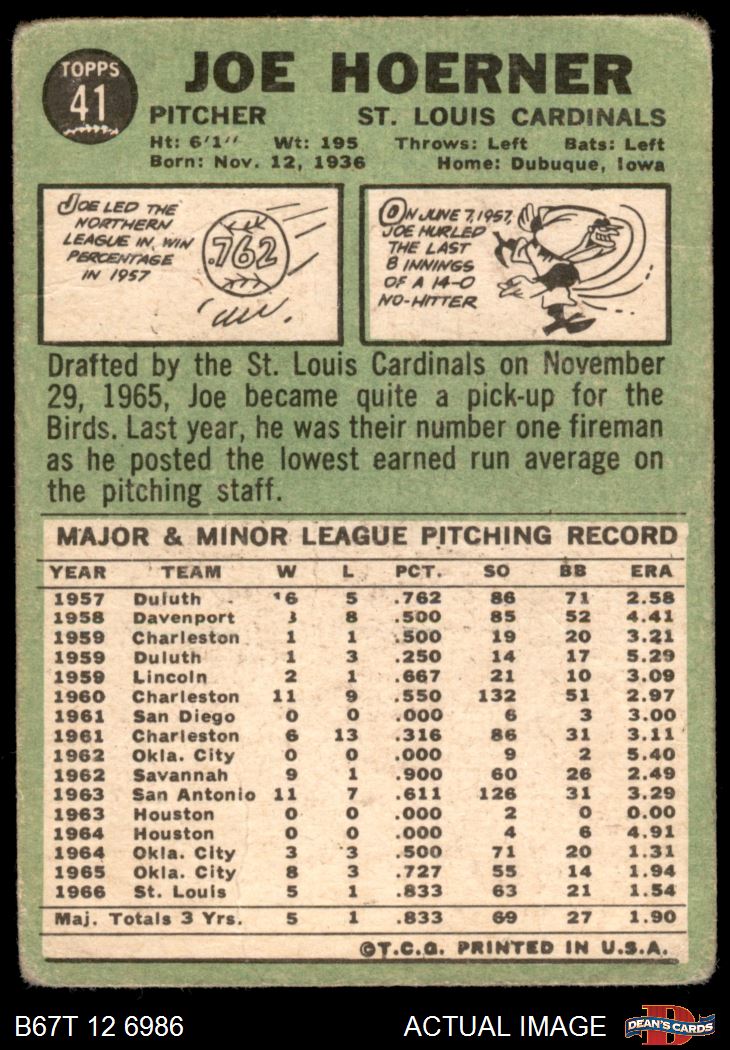 TOPPS
41
JOE HOERNER
PITCHER ST. LOUIS CARDINALS
Ht: 6'1" Wt: 195 Throws: Left Bats: Left
Born: Nov. 12, 1936 Home: Dubuque, Iowa
JOE LED THE
NORTHERN
LEAGUE IN WIN
PERCENTAGE
IN 1957
.762
ON JUNE 7, 1957,
JOE HURLED
THE LAST
8 INNINGS
OF A 14-0
NO-HITTER
Drafted by the St. Louis Cardinals on November
29, 1965, Joe became quite a pick-up for the
Birds. Last year, he was their number one fireman
as he posted the lowest earned run average on
the pitching staff.
MAJOR & MINOR LEAGUE PITCHING RECORD
YEAR TEAM W L PCT. SO BB ERA
1957 Duluth 16 5 .762 86 71 2.58
1958 Davenport 8 .500 85 52 4.41
1959 Charleston 1 1 .500 19 20 3.21
1959 Duluth 1 3 .250 14 17 5.29
1959 Lincoln 2 1 .667 21 10 3.09
1960 Charleston 11 9 .550 132 51 2.97
1961 San Diego 0 0 .000 6 3 3.00
1961 Charleston 6 13 .316 86 31 3.11
1962 Okla. City 0 0 .000 9 2 5.40
1962 Savannah 9 1 .900 60 26 2.49
1963 San Antonio 11 7 .611 126 31 3.29
1963 Houston 0 0 .000 2 0 0.00
1964 Houston 0 0 .000 4 6 4.91
1964 Okla. City 3 3 .500 71 20 1.31
1965 Okla. City 8 3 .727 55 14 1.94
1966 St. Louis 5 1 .833 63 21 1.54
Maj. Totals 3 Yrs. 5 1 .833 69 27 1.90
©T.C.G. PRINTED IN U.S.A.
B67T 12 6986 ACTUAL IMAGE DEAN'S CARDS